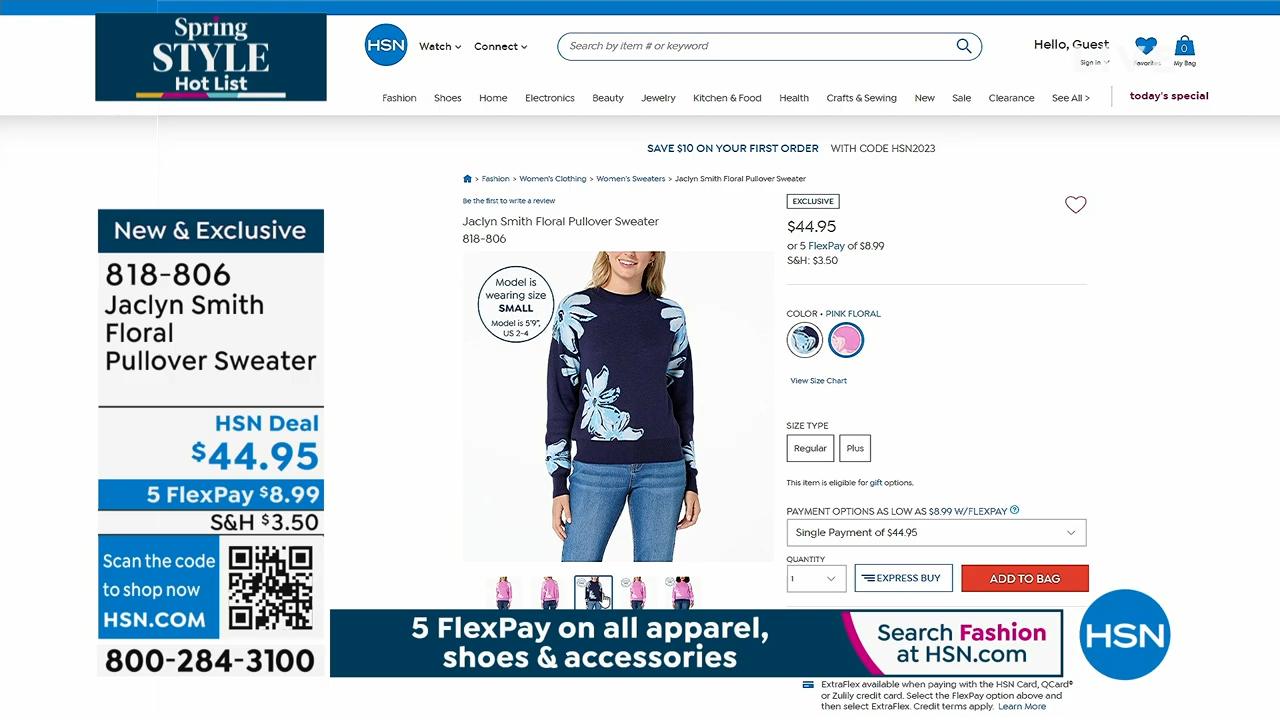 Spring
STYLE
Hot List
HSN
Watch
Connect
Search by item # or keyword
Hello, Guest
Sign In
Favorites
0
My Bag
Fashion
Shoes
Home
Electronics
Beauty
Jewelry
Kitchen & Food
Health
Crafts & Sewing
New
Sale
Clearance
See All >
today's special
SAVE $10 ON YOUR FIRST ORDER WITH CODE HSN2023
> Fashion > Women's Clothing > Women's Sweaters > Jaclyn Smith Floral Pullover Sweater
Be the first to write a review
Jaclyn Smith Floral Pullover Sweater
818-806
Model is
wearing size
SMALL
Model is 5'9",
US 2-4
EXCLUSIVE
$44.95
or 5 FlexPay of $8.99
S&H: $3.50
COLOR • PINK FLORAL
View Size Chart
SIZE TYPE
Regular
Plus
This item is eligible for gift options.
PAYMENT OPTIONS AS LOW AS $8.99 W/FLEXPAY
Single Payment of $44.95
QUANTITY
1
EXPRESS BUY
ADD TO BAG
New & Exclusive
818-806
Jaclyn Smith
Floral
Pullover Sweater
HSN Deal
$44.95
5 FlexPay $8.99
S&H $3.50
Scan the code
to shop now
HSN.COM
800-284-3100
5 FlexPay on all apparel,
shoes & accessories
Search Fashion
at HSN.com
HSN
ExtraFlex available when paying with the HSN Card, QCard®
or Zulily credit card. Select the FlexPay option above and
then select ExtraFlex. Credit terms apply. Learn More